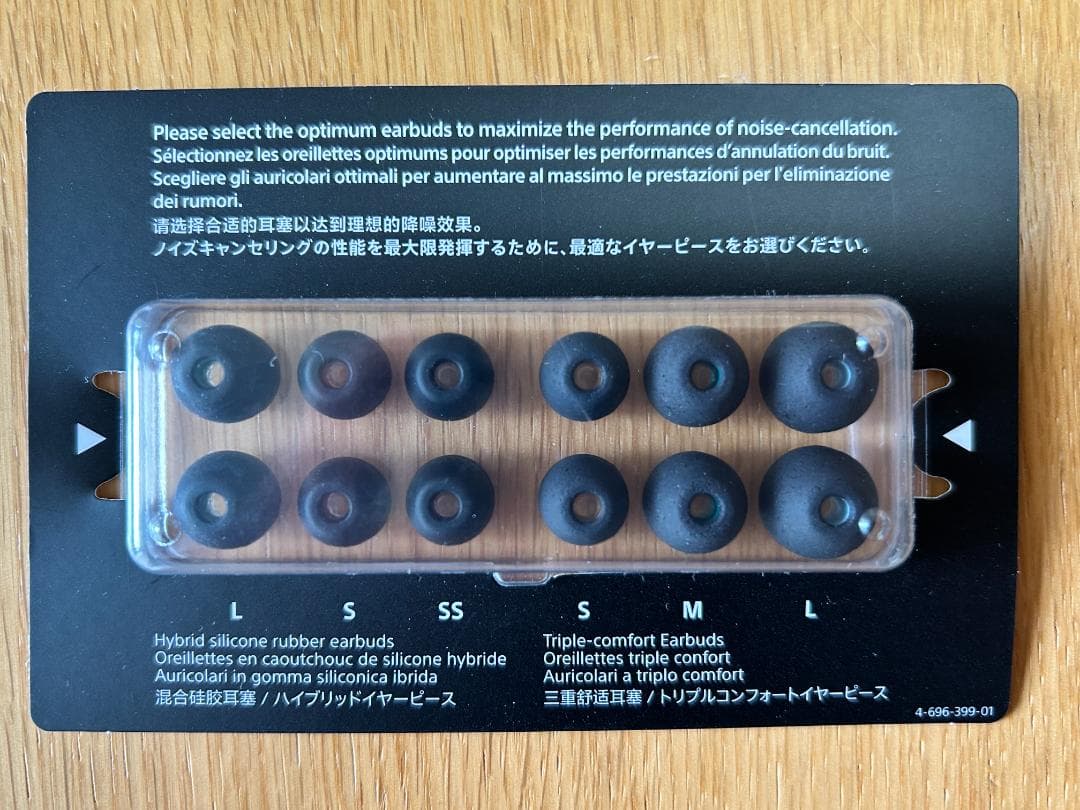 Please select the optimum earbuds to maximize the performance of noise-cancellation.
Sélectionnez les oreillettes optimums pour optimiser les performances d'annulation du bruit.
Scegliere gli auricolari ottimali per aumentare al massimo le prestazioni per l'eliminazione
dei rumori.
请选择合适的耳塞以达到理想的降噪效果。
ノイズキャンセリングの性能を最大限発揮するために、最適なイヤーピースをお選びください。
L S SS S M L
Hybrid silicone rubber earbuds
Oreillettes en caoutchouc de silicone hybride
Auricolari in gomma siliconica ibrida
混合硅胶耳塞 / ハイブリッドイヤーピース
Triple-comfort Earbuds
Oreillettes triple confort
Auricolari a triplo comfort
三重舒适耳塞 / トリプルコンフォートイヤーピース
4-696-399-01